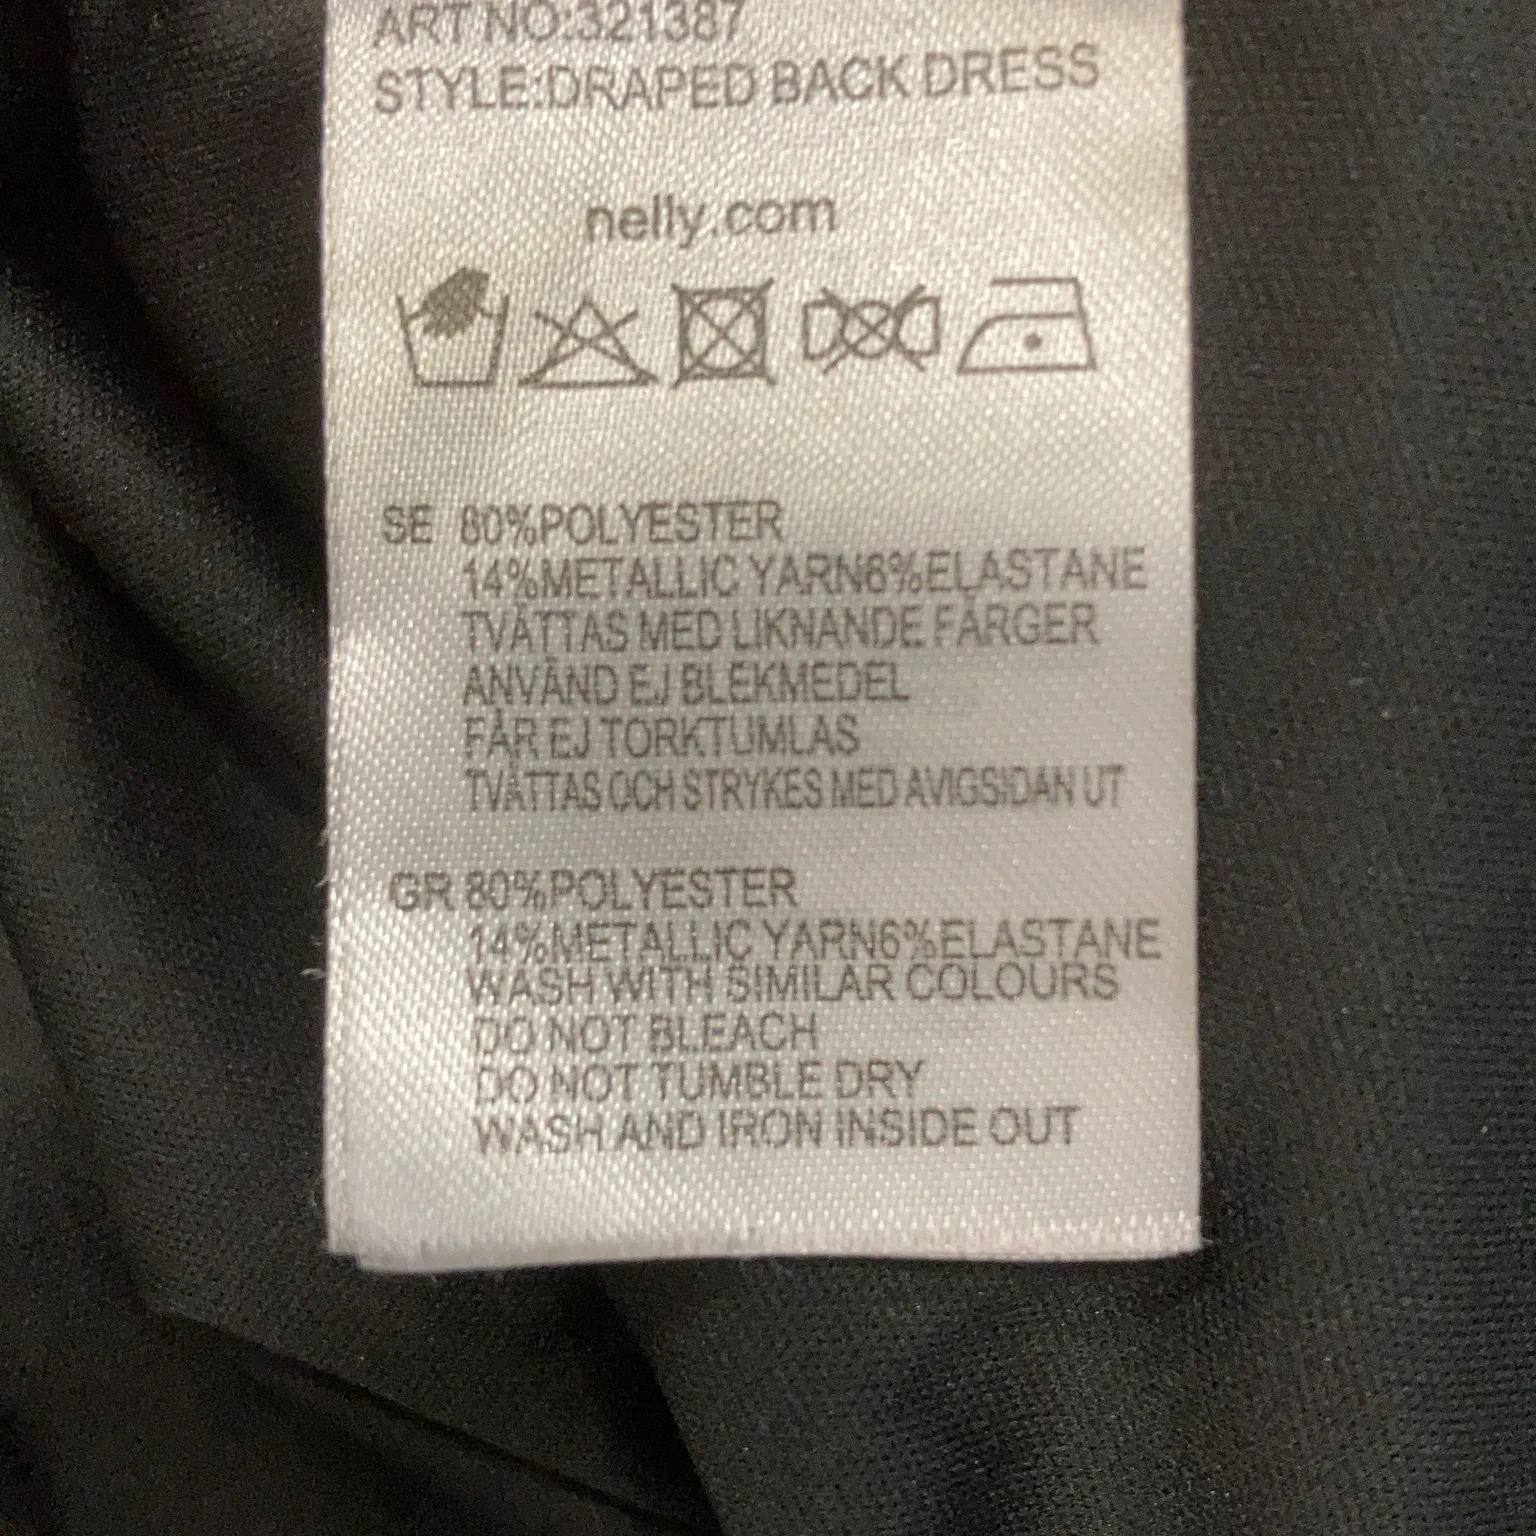 ART NO:321387
STYLE:DRAPED BACK DRESS
nelly.com
SE 80%POLYESTER
14%METALLIC YARN6%ELASTANE
TVÄTTAS MED LIKNANDE FÄRGER
ANVÄND EJ BLEKMEDEL
FÅR EJ TORKTUMLAS
TVÄTTAS OCH STRYKES MED AVIGSIDAN UT
GR 80%POLYESTER
14%METALLIC YARN6%ELASTANE
WASH WITH SIMILAR COLOURS
DO NOT BLEACH
DO NOT TUMBLE DRY
WASH AND IRON INSIDE OUT